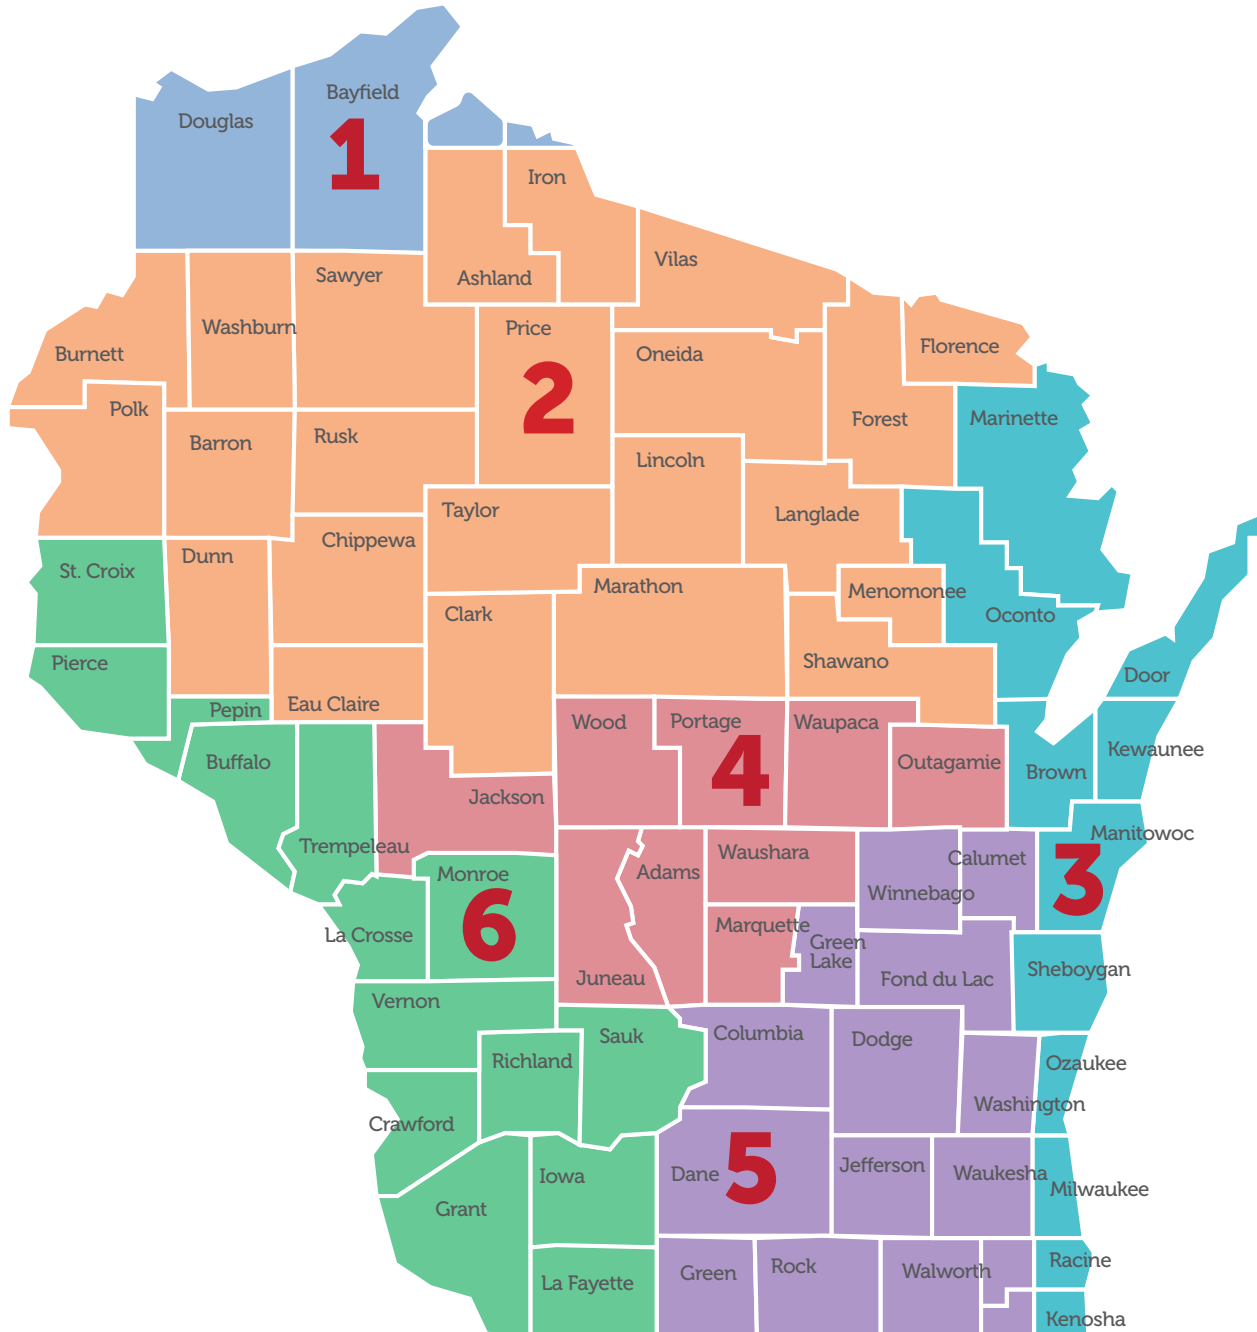 Bayfield
Douglas
1
Iron
Vilas
Sawyer
Ashland
Washburn
Price
Burnett
Oneida
Florence
2
Polk
Forest
Marinette
Barron
Rusk
Lincoln
Taylor
Langlade
Chippewa
Dunn
St. Croix
Marathon
Menomonee
Clark
Oconto
Pierce
Shawano
Door
Eau Claire
Pepin
Wood
Portage
Waupaca
Kewaunee
Buffalo
4
Outagamie
Brown
Jackson
Manitowoc
Trempeleau
Waushara
Calumet
Adams
Monroe
3
Winnebago
6
Marquette
La Crosse
Green
Lake
Sheboygan
Juneau
Fond du Lac
Vernon
Sauk
Columbia
Dodge
Richland
Ozaukee
Washington
Crawford
5
Jefferson
Iowa
Dane
Waukesha
Milwaukee
Grant
Racine
Rock
Green
Walworth
La Fayette
Kenosha